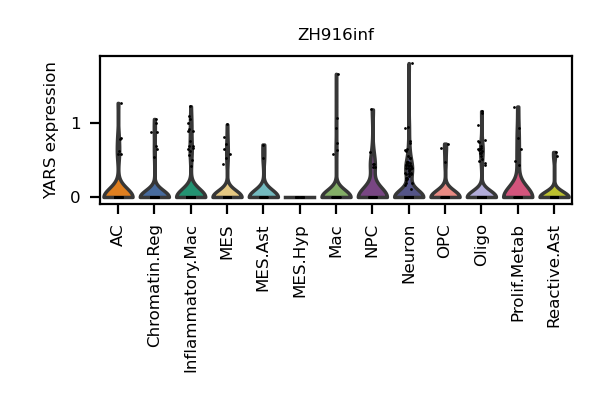 ZH916inf
YARS expression
1
0
AC
Chromatin.Reg
Inflammatory.Mac
MES
MES.Ast
MES.Hyp
Mac
NPC
Neuron
OPC
Oligo
Prolif.Metab
Reactive.Ast